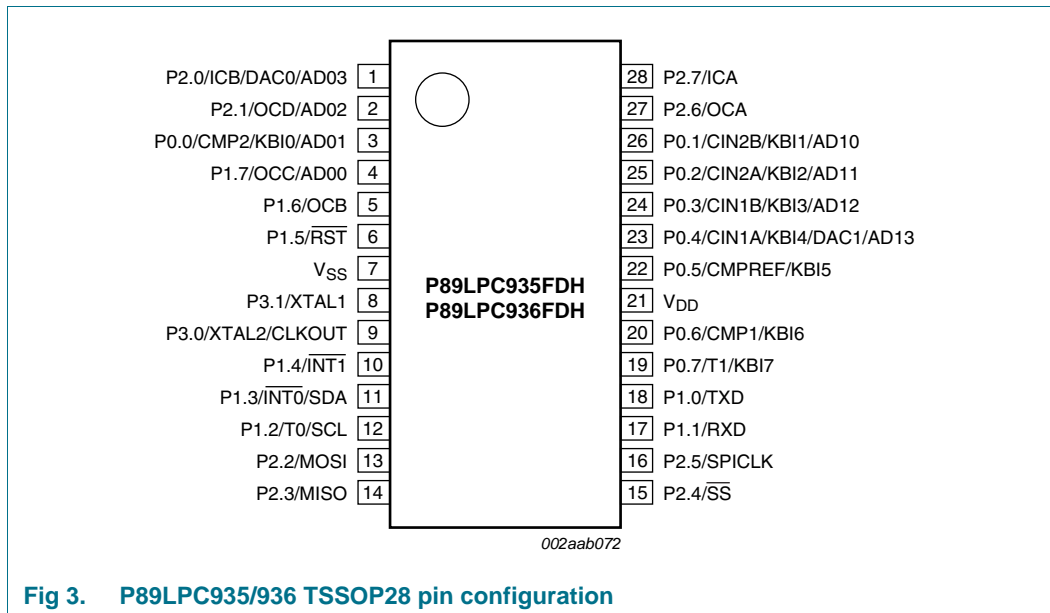 P2.0/ICB/DAC0/AD03 1
P2.1/OCD/AD02 2
P0.0/CMP2/KBI0/AD01 3
P1.7/OCC/AD00 4
P1.6/OCB 5
P1.5/R̅S̅T̅ 6
VSS 7
P3.1/XTAL1 8
P3.0/XTAL2/CLKOUT 9
P1.4/I̅N̅T̅1̅ 10
P1.3/I̅N̅T̅0̅/SDA 11
P1.2/T0/SCL 12
P2.2/MOSI 13
P2.3/MISO 14
P89LPC935FDH
P89LPC936FDH
28 P2.7/ICA
27 P2.6/OCA
26 P0.1/CIN2B/KBI1/AD10
25 P0.2/CIN2A/KBI2/AD11
24 P0.3/CIN1B/KBI3/AD12
23 P0.4/CIN1A/KBI4/DAC1/AD13
22 P0.5/CMPREF/KBI5
21 VDD
20 P0.6/CMP1/KBI6
19 P0.7/T1/KBI7
18 P1.0/TXD
17 P1.1/RXD
16 P2.5/SPICLK
15 P2.4/S̅S̅
002aab072
Fig 3. P89LPC935/936 TSSOP28 pin configuration